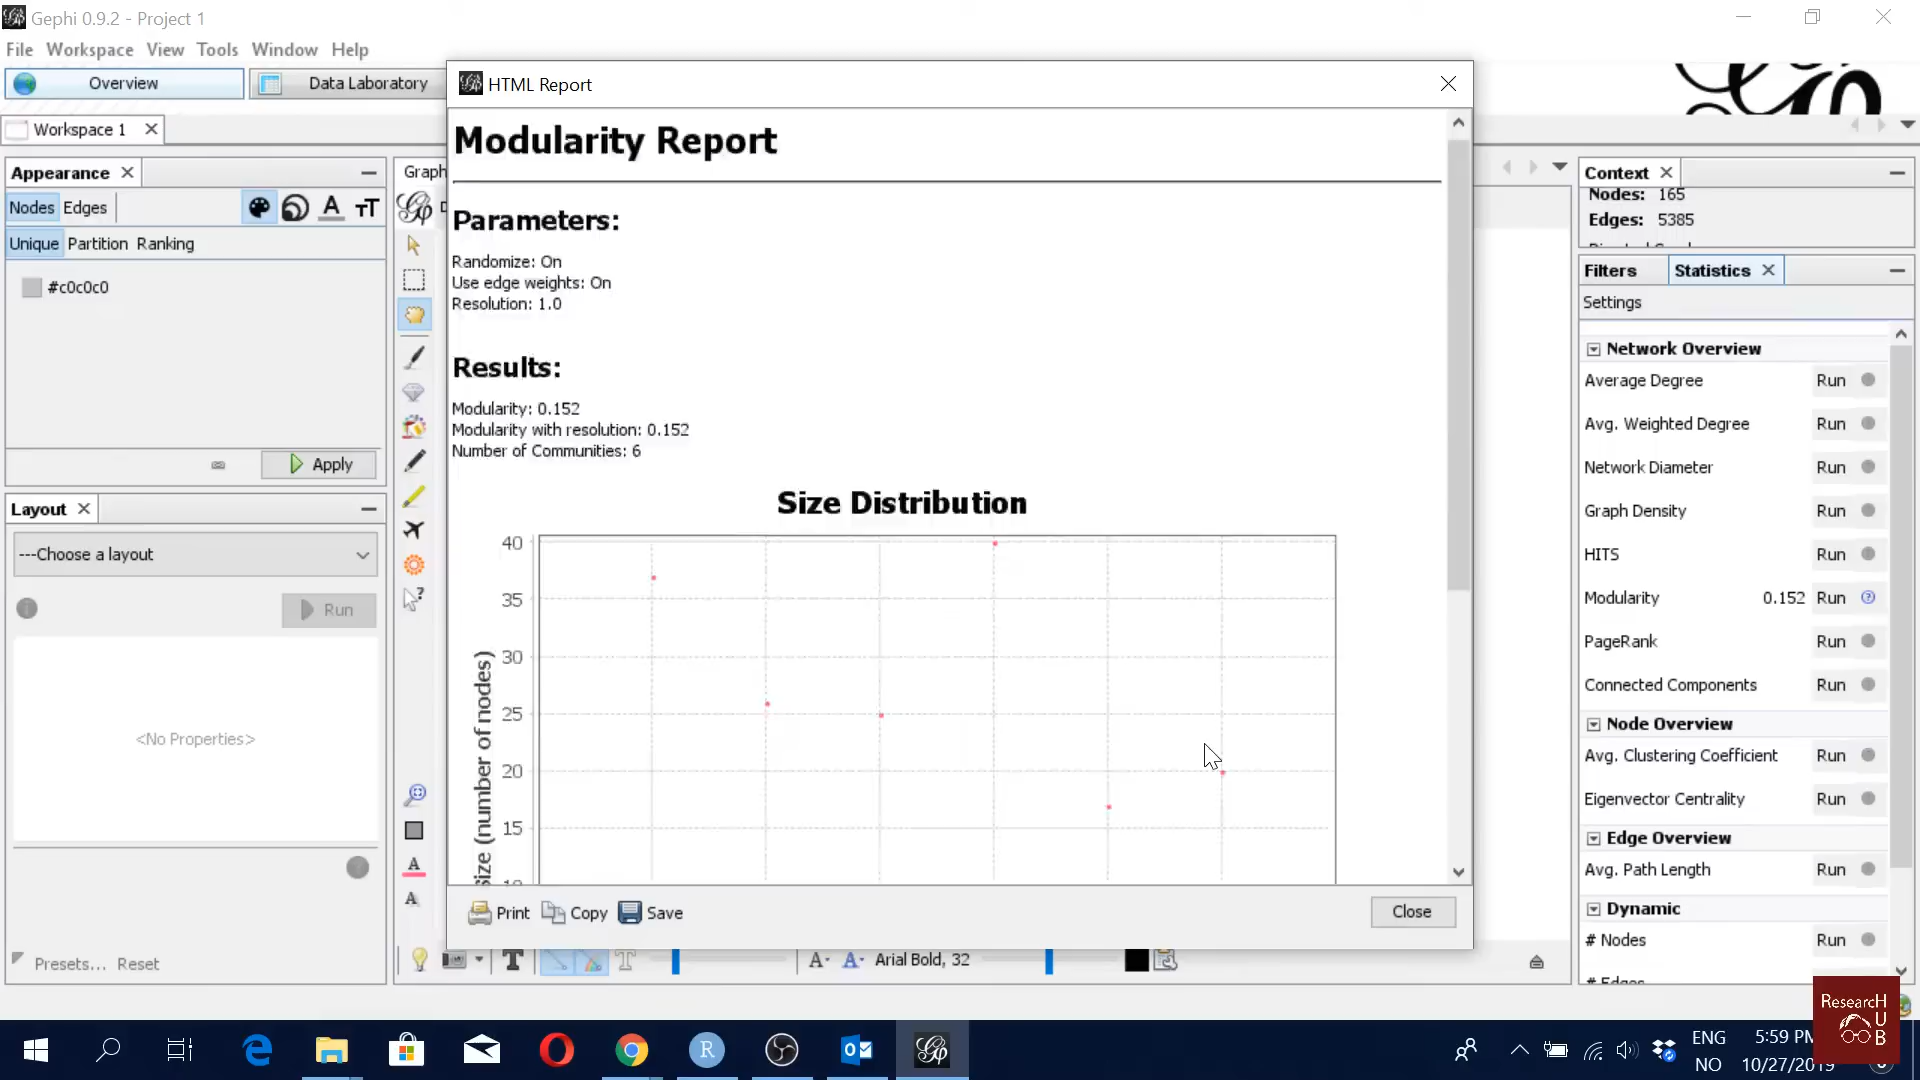 Gephi 0.9.2 - Project 1
File Workspace View Tools Window Help
Overview
Data Laboratory
Workspace 1
Appearance
Nodes Edges
Unique Partition Ranking
#c0c0c0
Apply
Layout
---Choose a layout
Run
<No Properties>
Presets... Reset
Graph
HTML Report
Modularity Report
Parameters:
Randomize: On
Use edge weights: On
Resolution: 1.0
Results:
Modularity: 0.152
Modularity with resolution: 0.152
Number of Communities: 6
Size Distribution
40
35
30
25
20
15
Size (number of nodes)
Print Copy Save
Close
Arial Bold, 32
Context
Nodes: 165
Edges: 5385
Filters
Statistics
Settings
Network Overview
Average Degree Run
Avg. Weighted Degree Run
Network Diameter Run
Graph Density Run
HITS Run
Modularity 0.152 Run
PageRank Run
Connected Components Run
Node Overview
Avg. Clustering Coefficient Run
Eigenvector Centrality Run
Edge Overview
Avg. Path Length Run
Dynamic
# Nodes Run
# Edges
ResearcH
U
B
ENG
NO
5:59 PM
10/27/2019